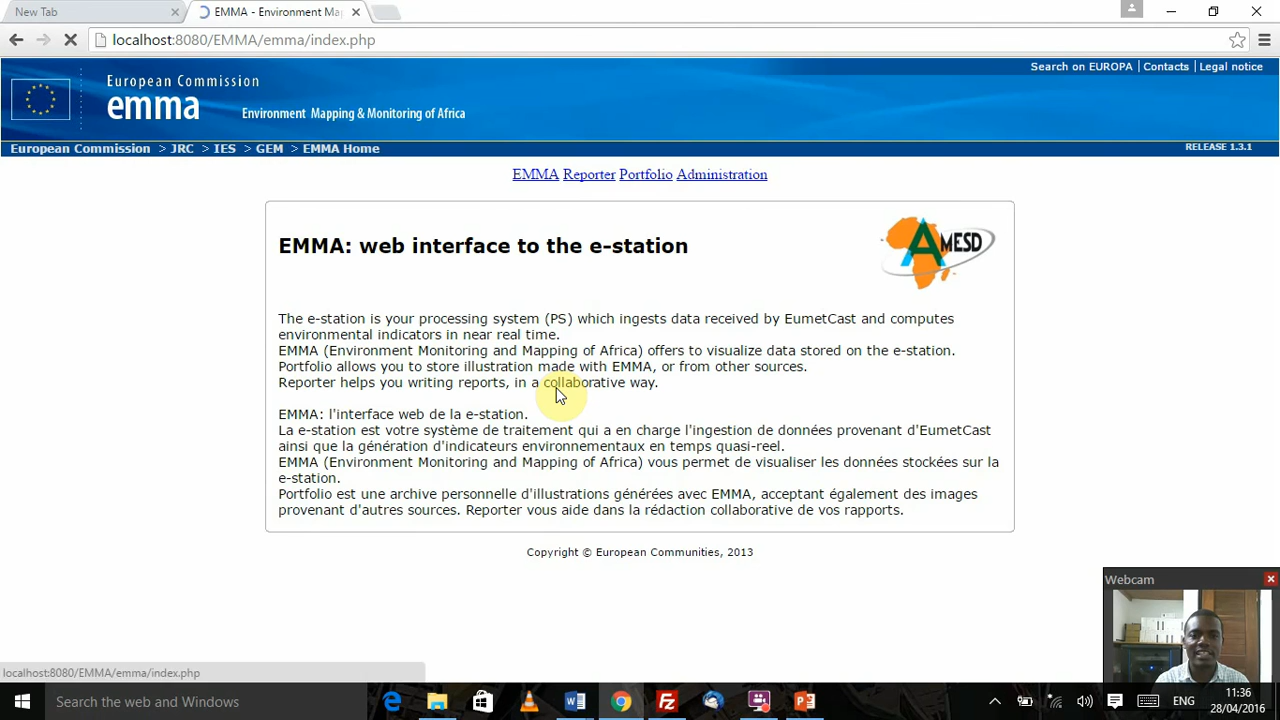 New Tab
EMMA - Environment Ma
localhost:8080/EMMA/emma/index.php
Search on EUROPA | Contacts | Legal notice
European Commission
emma
Environment Mapping & Monitoring of Africa
European Commission > JRC > IES > GEM > EMMA Home
RELEASE 1.3.1
EMMA Reporter Portfolio Administration
EMMA: web interface to the e-station
AMESD
The e-station is your processing system (PS) which ingests data received by EumetCast and computes
environmental indicators in near real time.
EMMA (Environment Monitoring and Mapping of Africa) offers to visualize data stored on the e-station.
Portfolio allows you to store illustration made with EMMA, or from other sources.
Reporter helps you writing reports, in a collaborative way.
EMMA: l'interface web de la e-station.
La e-station est votre système de traitement qui a en charge l'ingestion de données provenant d'EumetCast
ainsi que la génération d'indicateurs environnementaux en temps quasi-reel.
EMMA (Environment Monitoring and Mapping of Africa) vous permet de visualiser les données stockées sur la
e-station.
Portfolio est une archive personnelle d'illustrations générées avec EMMA, acceptant également des images
provenant d'autres sources. Reporter vous aide dans la rédaction collaborative de vos rapports.
Copyright © European Communities, 2013
Webcam
localhost:8080/EMMA/emma/index.php
Search the web and Windows
ENG
11:36
28/04/2016